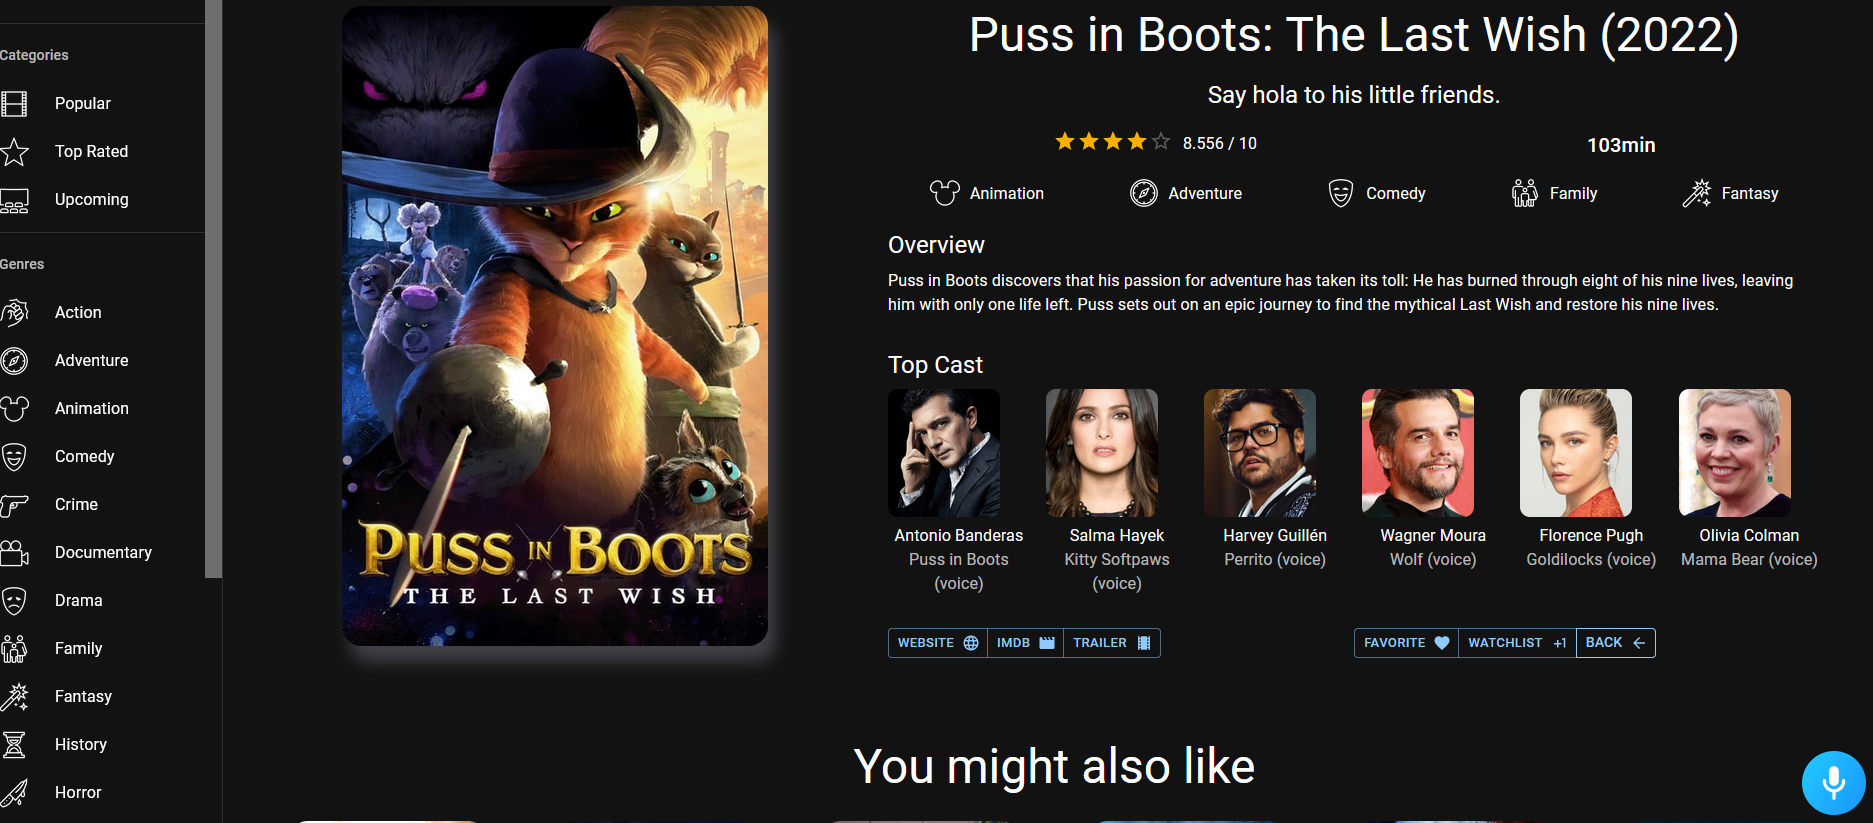 Categories
Popular
Top Rated
Upcoming
Genres
Action
Adventure
Animation
Comedy
Crime
Documentary
Drama
Family
Fantasy
History
Horror
PUSS IN BOOTS
THE LAST WISH
Puss in Boots: The Last Wish (2022)
Say hola to his little friends.
8.556 / 10
103min
Animation
Adventure
Comedy
Family
Fantasy
Overview
Puss in Boots discovers that his passion for adventure has taken its toll: He has burned through eight of his nine lives, leaving
him with only one life left. Puss sets out on an epic journey to find the mythical Last Wish and restore his nine lives.
Top Cast
Antonio Banderas
Puss in Boots
(voice)
Salma Hayek
Kitty Softpaws
(voice)
Harvey Guillén
Perrito (voice)
Wagner Moura
Wolf (voice)
Florence Pugh
Goldilocks (voice)
Olivia Colman
Mama Bear (voice)
WEBSITE
IMDB
TRAILER
FAVORITE
WATCHLIST +1
BACK
You might also like